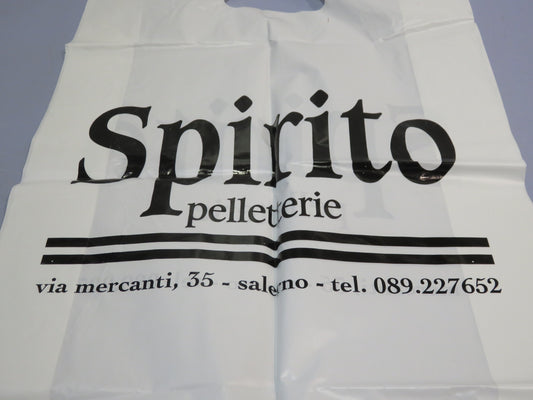 Spirito
pelletterie
via mercanti, 35 - salerno - tel. 089.227652